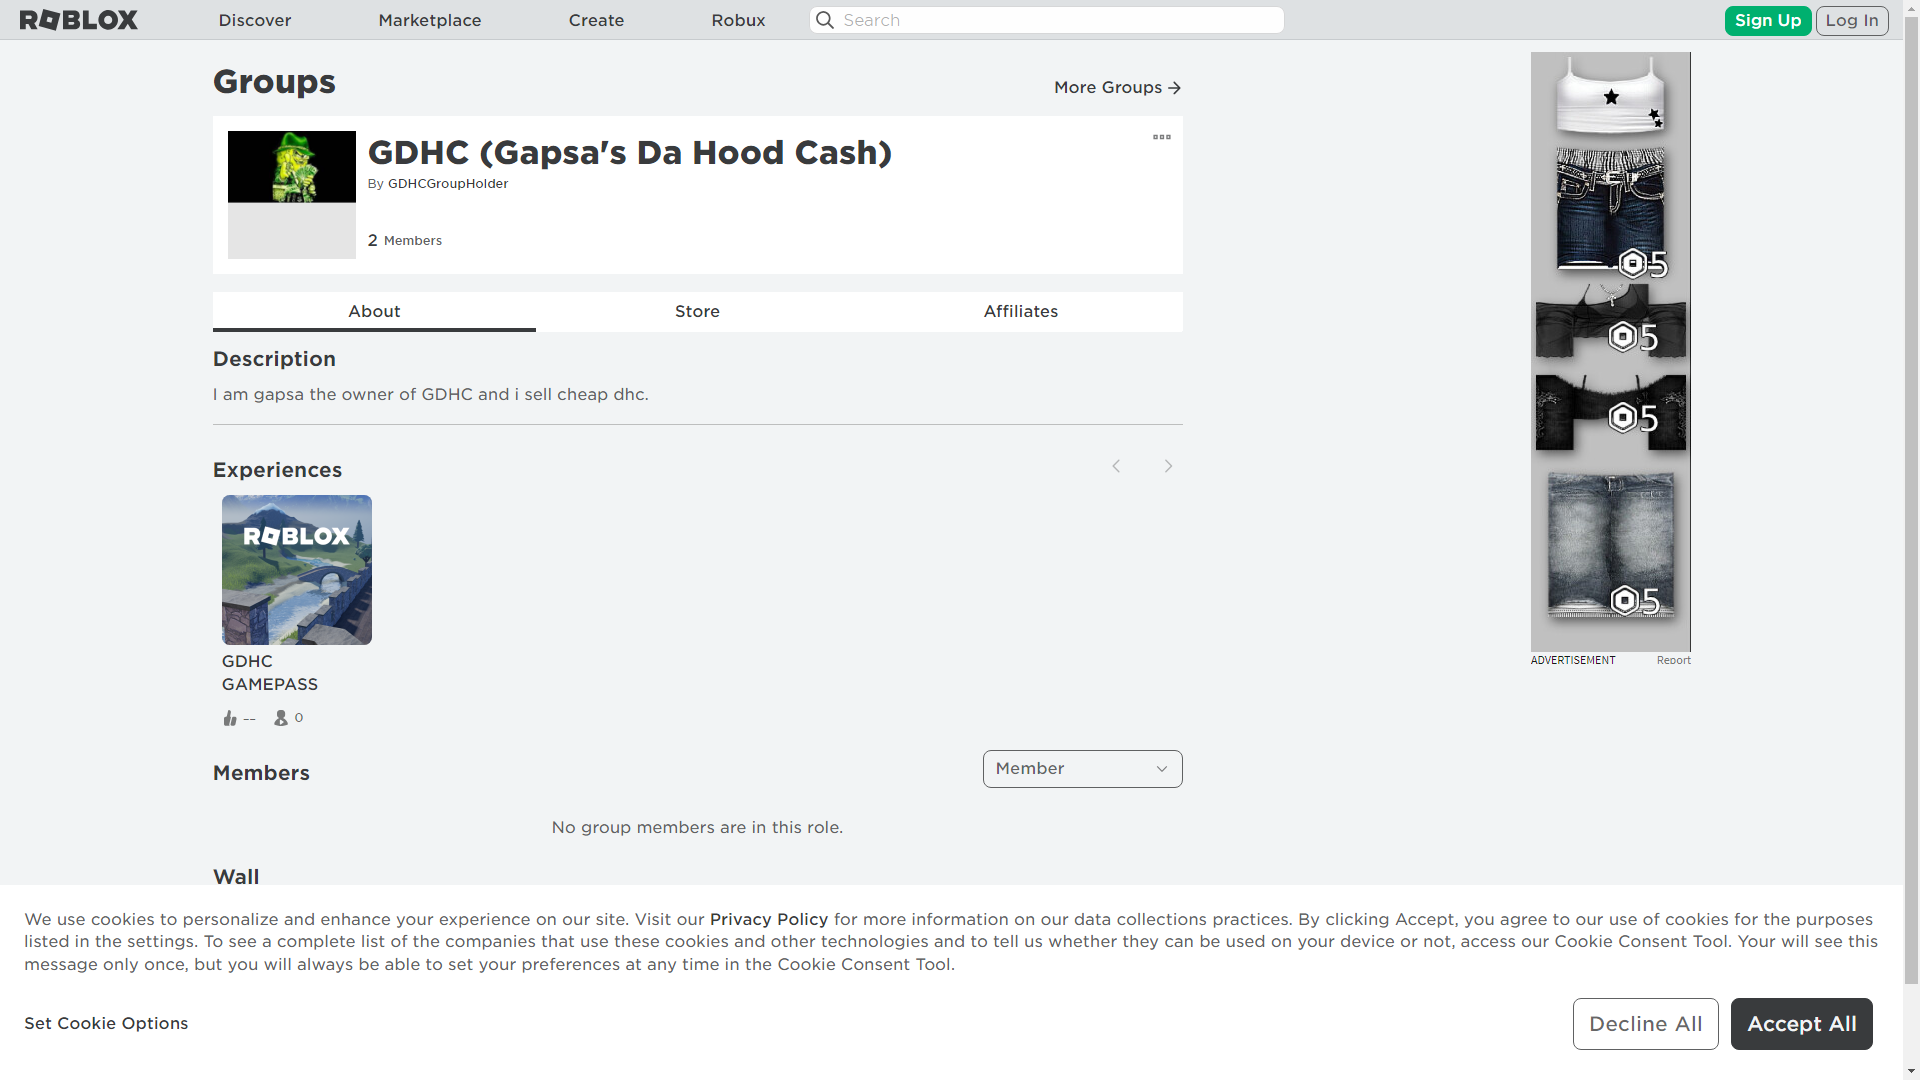 ROBLOX
Discover
Marketplace
Create
Robux
Search
Sign Up
Log In
Groups
More Groups
GDHC (Gapsa's Da Hood Cash)
By GDHCGroupHolder
2 Members
About
Store
Affiliates
Description
I am gapsa the owner of GDHC and i sell cheap dhc.
Experiences
ROBLOX
GDHC
GAMEPASS
--
0
Members
Member
No group members are in this role.
Wall
5
5
5
5
ADVERTISEMENT
Report
We use cookies to personalize and enhance your experience on our site. Visit our Privacy Policy for more information on our data collections practices. By clicking Accept, you agree to our use of cookies for the purposes
listed in the settings. To see a complete list of the companies that use these cookies and other technologies and to tell us whether they can be used on your device or not, access our Cookie Consent Tool. Your will see this
message only once, but you will always be able to set your preferences at any time in the Cookie Consent Tool.
Set Cookie Options
Decline All
Accept All